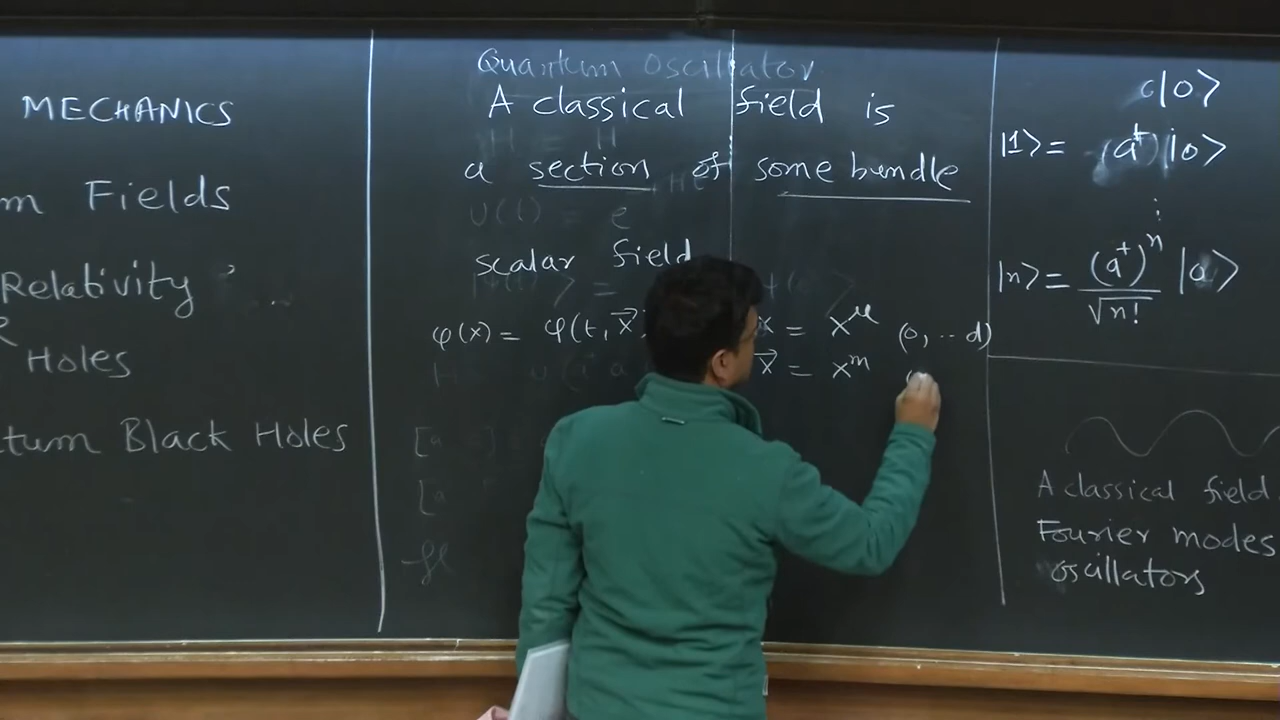 MECHANICS
m Fields
Relativity
Holes
tum Black Holes
Quantum Oscillator
A classical field is
a section of some bundle
U(t) = e
scalar field
φ(x) = φ(t, x⃗
x = x^μ (0, ·· d)
x⃗ = x^m (
[a
[a
|0>
|1> = (a†)|0>
⋮
|n> = (a†)^n / √n! |0>
A classical field
Fourier modes
oscillators